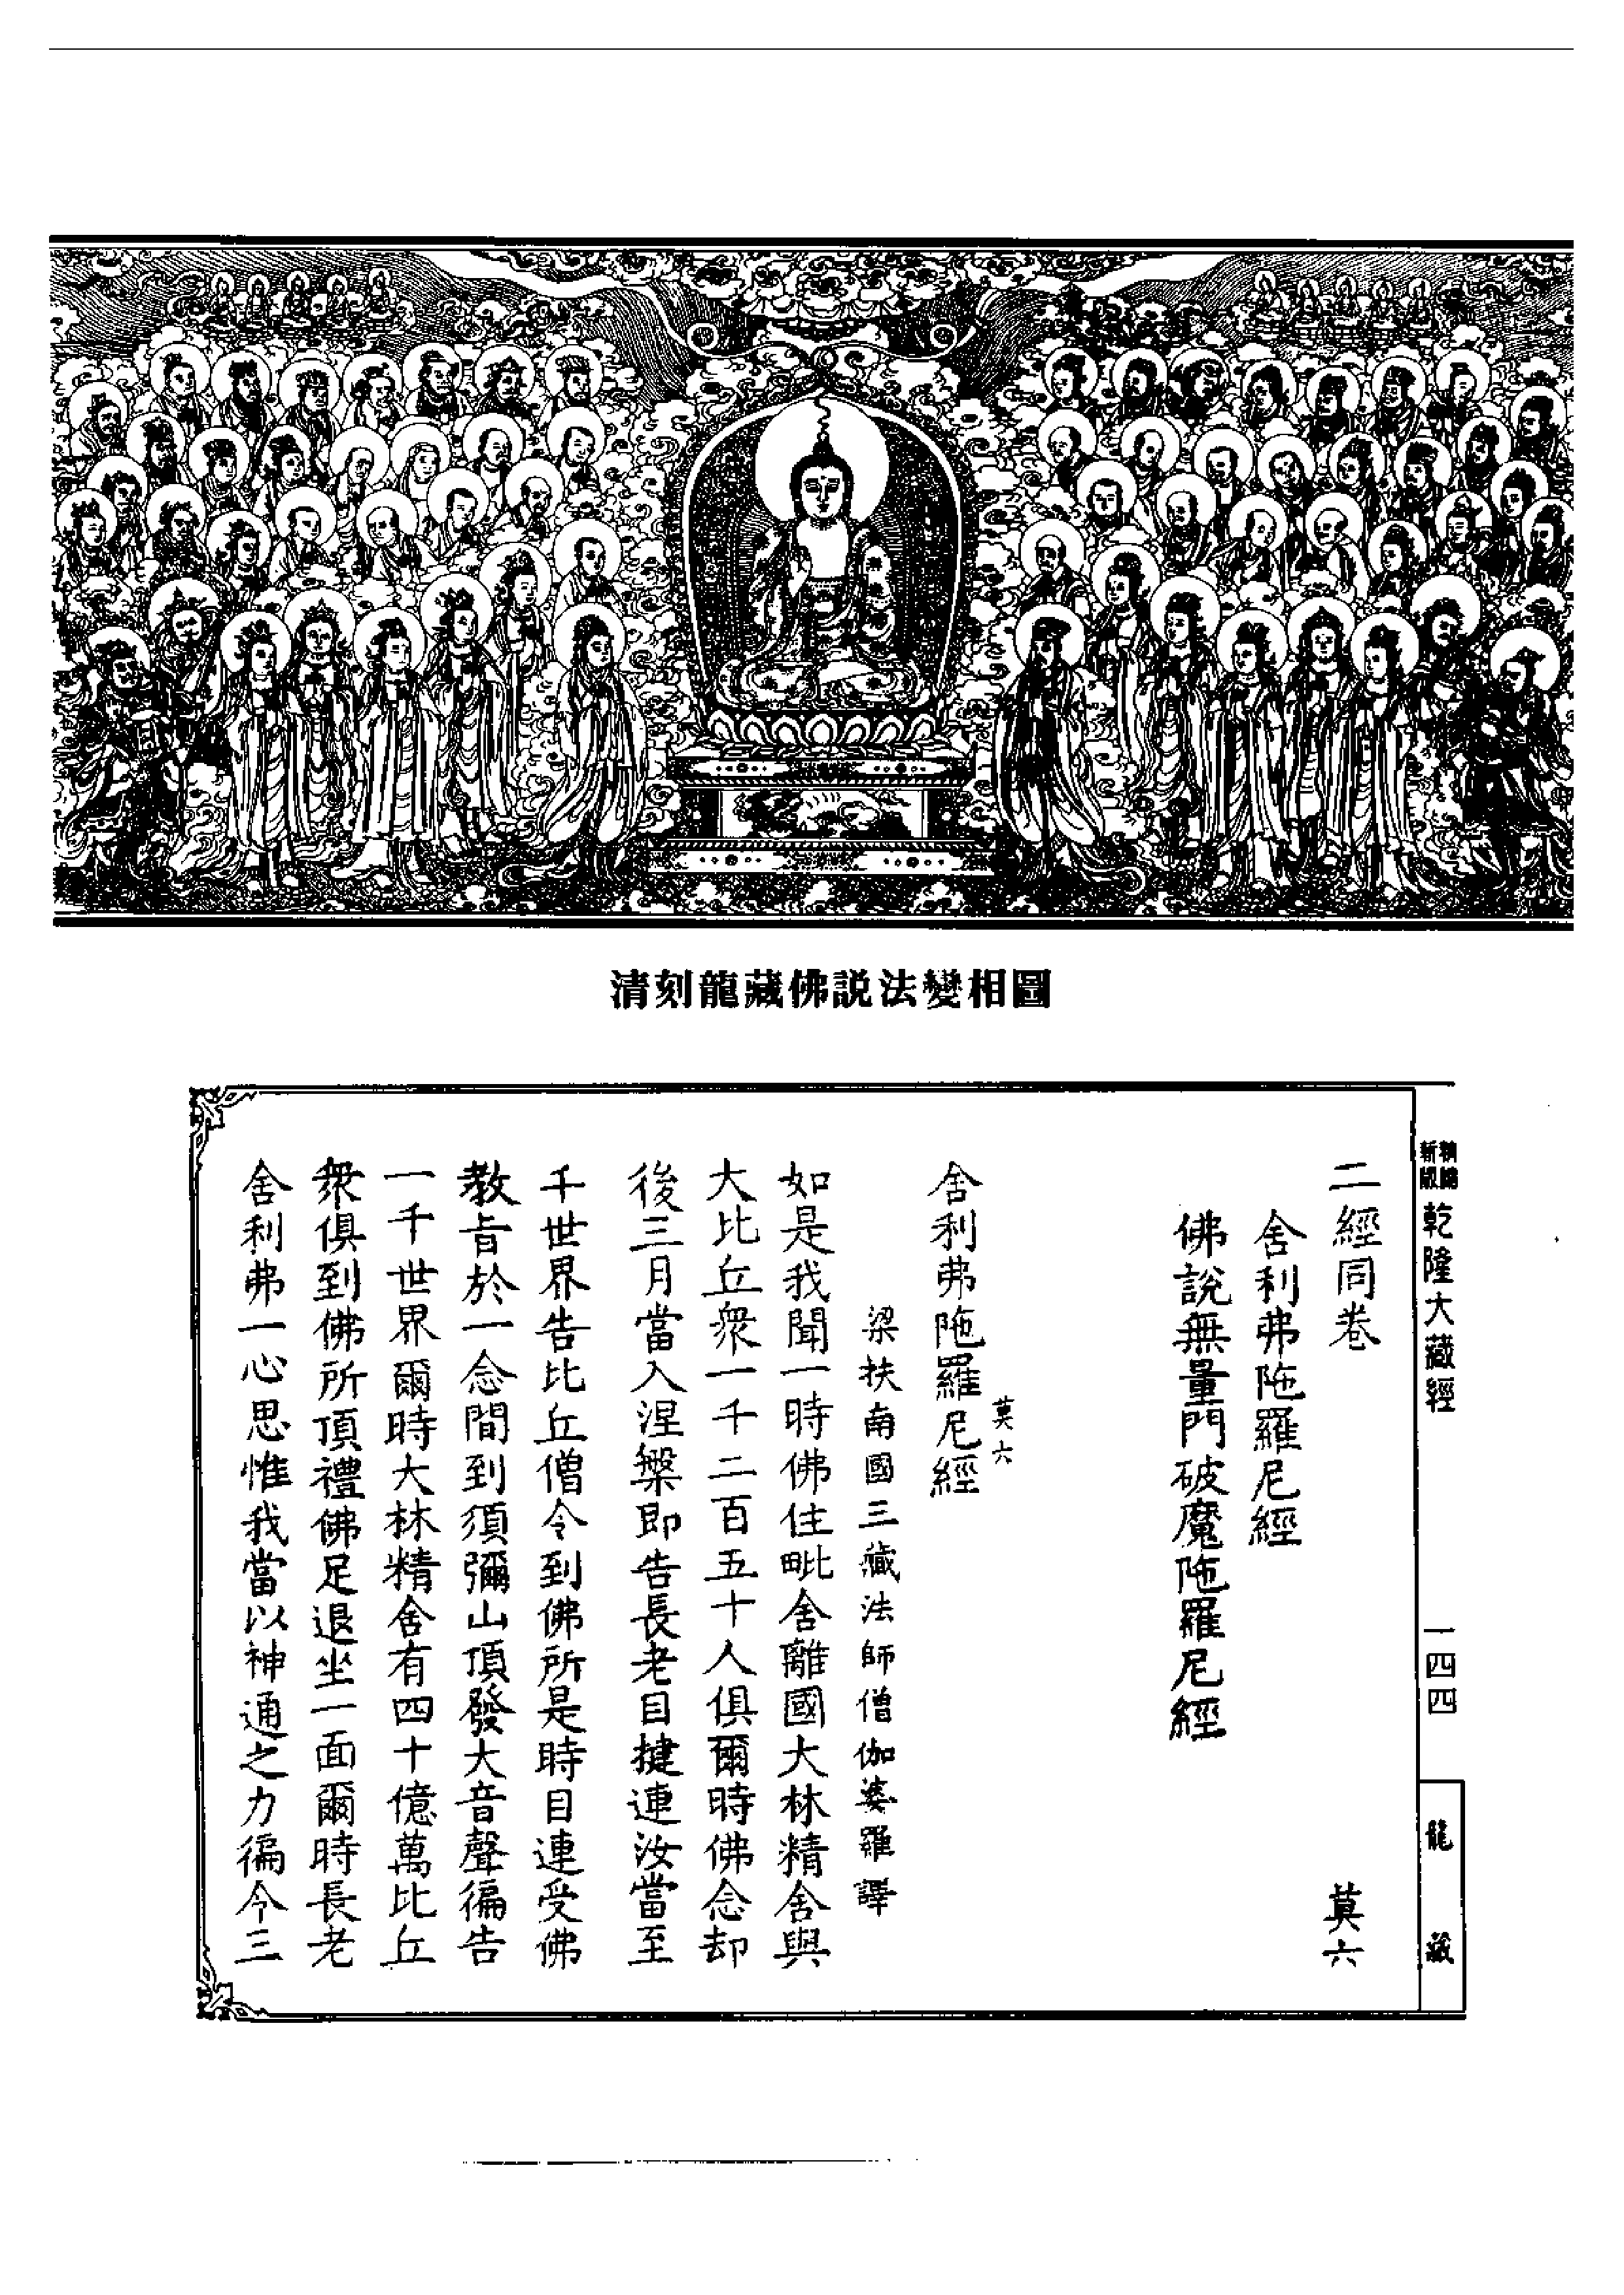 清刻龍藏佛説法變相圖
新版
乾隆大藏經
一四四
龍藏
二經同卷 莫六
舍利弗陁羅尼經
佛說無量門破魔陁羅尼經
舍利弗陁羅尼經 莫六
梁扶南國三藏法師僧伽婆羅譯
如是我聞一時佛住毗舍離國大林精舍與
大比丘衆一千二百五十人俱爾時佛念却
後三月當入涅槃即告長老目揵連汝當至
千世界告比丘僧令到佛所是時目連受佛
教旨於一念間到須彌山頂發大音聲徧告
一千世界爾時大林精舍有四十億萬比丘
衆俱到佛所頂禮佛足退坐一面爾時長老
舍利弗一心思惟我當以神通之力徧今三